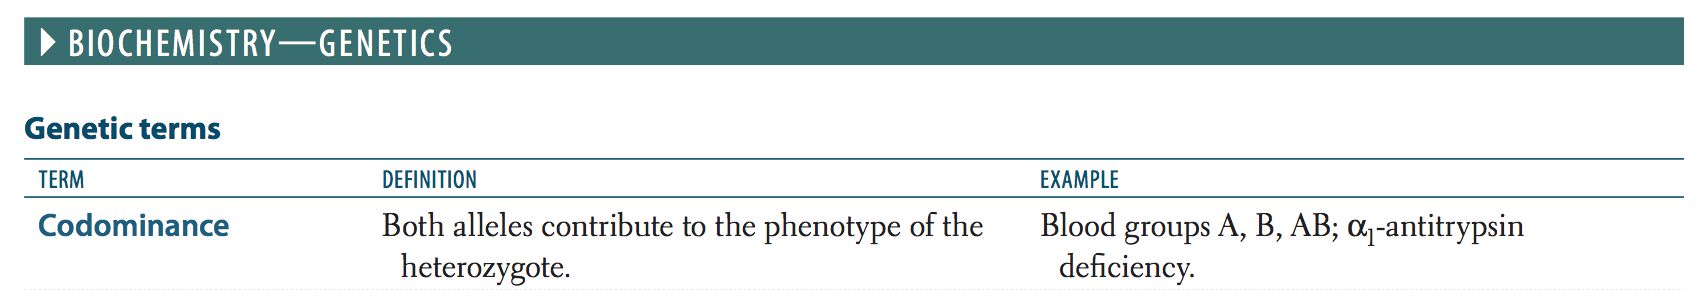 BIOCHEMISTRY—GENETICS
Genetic terms
TERM DEFINITION EXAMPLE
Codominance Both alleles contribute to the phenotype of the Blood groups A, B, AB; α1-antitrypsin
heterozygote. deficiency.